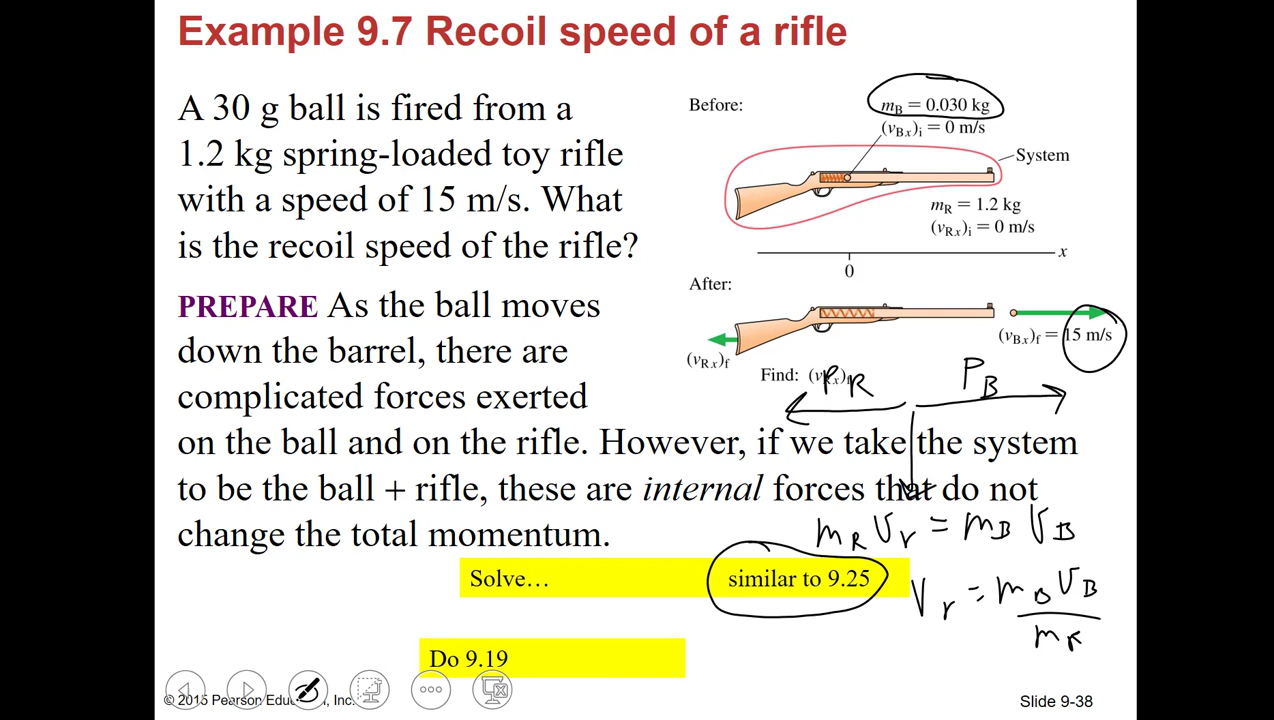 Example 9.7 Recoil speed of a rifle
A 30 g ball is fired from a
1.2 kg spring-loaded toy rifle
with a speed of 15 m/s. What
is the recoil speed of the rifle?
PREPARE As the ball moves
down the barrel, there are
complicated forces exerted
on the ball and on the rifle. However, if we take the system
to be the ball + rifle, these are internal forces that do not
change the total momentum.
Before:
m_B = 0.030 kg
(v_Bx)_i = 0 m/s
System
m_R = 1.2 kg
(v_Rx)_i = 0 m/s
x
0
After:
(v_Bx)_f = 15 m/s
(v_Rx)_f
Find: (v_Rx)_f
P_R
P_B
m_R v_r = m_B v_B
v_r = m_B v_B
m_R
Solve…
similar to 9.25
Do 9.19
© 2015 Pearson Education, Inc.
Slide 9-38